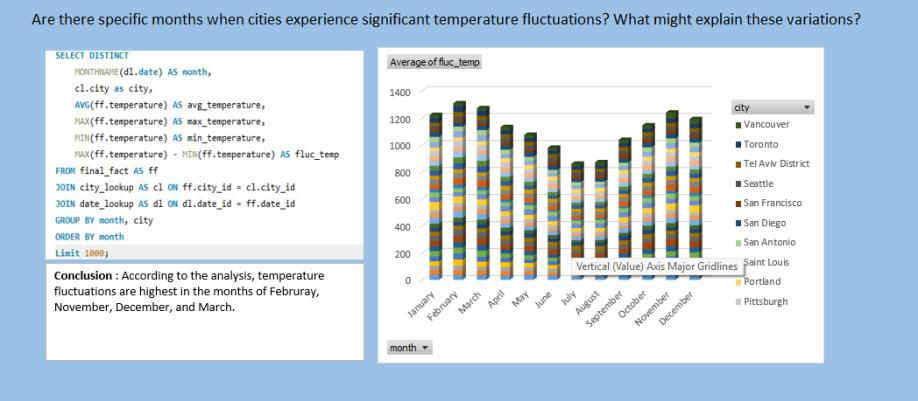 Are there specific months when cities experience significant temperature fluctuations? What might explain these variations?
SELECT DISTINCT
MONTHNAME(dl.date) AS month,
cl.city as city,
AVG(ff.temperature) AS avg_temperature,
MAX(ff.temperature) AS max_temperature,
MIN(ff.temperature) AS min_temperature,
MAX(ff.temperature) - MIN(ff.temperature) AS fluc_temp
FROM final_fact AS ff
JOIN city_lookup AS cl ON ff.city_id = cl.city_id
JOIN date_lookup AS dl ON dl.date_id = ff.date_id
GROUP BY month, city
ORDER BY month
Limit 1000;
Conclusion : According to the analysis, temperature
fluctuations are highest in the months of Februray,
November, December, and March.
Average of fluc_temp
1400
1200
1000
800
600
400
200
0
January
February
March
April
May
June
July
August
September
October
November
December
Vertical (Value) Axis Major Gridlines
month
city
Vancouver
Toronto
Tel Aviv District
Seattle
San Francisco
San Diego
San Antonio
Saint Louis
Portland
Pittsburgh